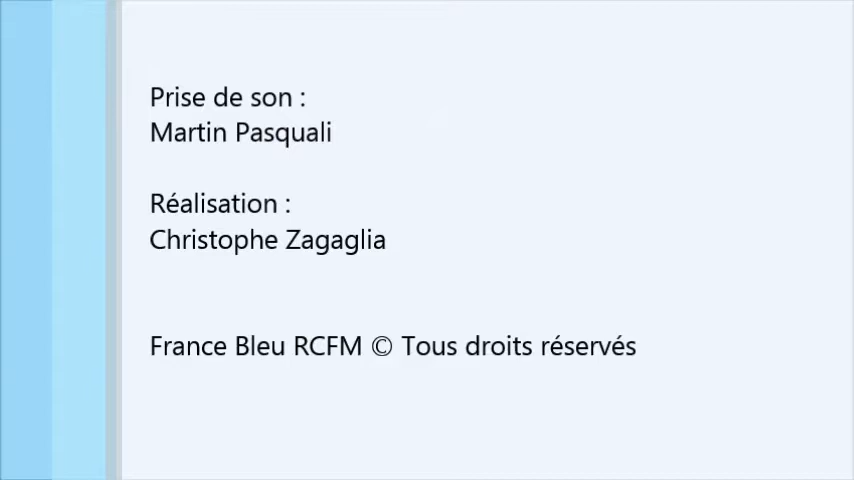 Prise de son :
Martin Pasquali
Réalisation :
Christophe Zagaglia
France Bleu RCFM © Tous droits réservés